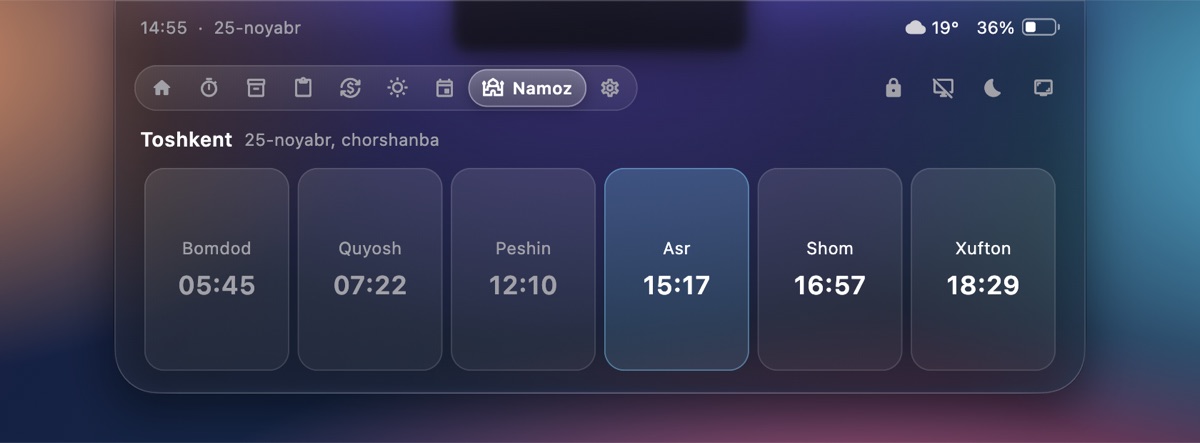 14:55 · 25-noyabr 19° 36%
Namoz
Toshkent 25-noyabr, chorshanba
Bomdod Quyosh Peshin Asr Shom Xufton
05:45 07:22 12:10 15:17 16:57 18:29